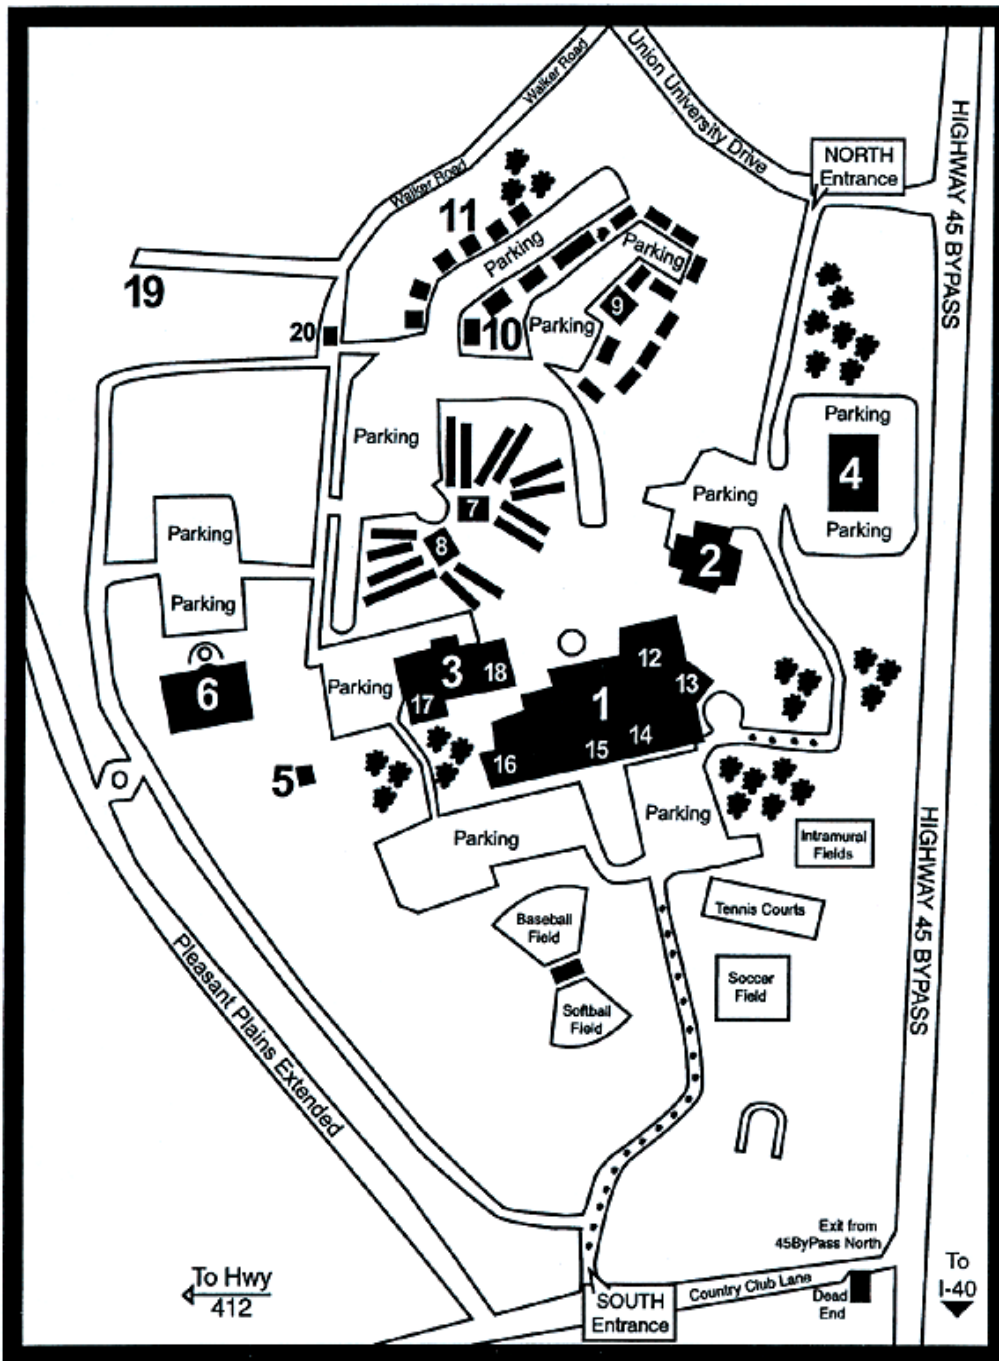 Walker Road
Union University Drive
HIGHWAY 45 BYPASS
NORTH
Entrance
Walker Road
11
Parking
Parking
19
9
20
10
Parking
Parking
Parking
4
Parking
7
Parking
Parking
8
2
Parking
12
3
18
13
6
Parking
17
1
14
15
16
5
Parking
Parking
Intramural
Fields
HIGHWAY 45 BYPASS
Tennis Courts
Baseball
Field
Soccer
Field
Softball
Field
Pleasant Plains Extended
Exit from
45ByPass North
To Hwy
412
Country Club Lane
Dead
End
To
I-40
SOUTH
Entrance